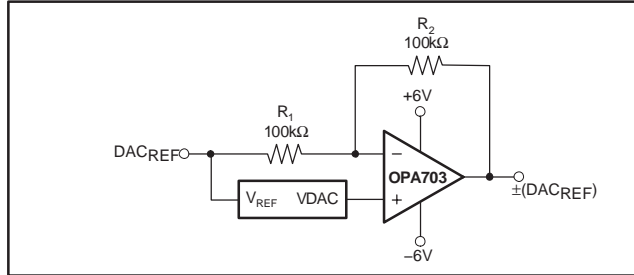 R2
100kΩ
+6V
R1
100kΩ
DACREF
–
OPA703
±(DACREF)
VREF VDAC
+
–6V